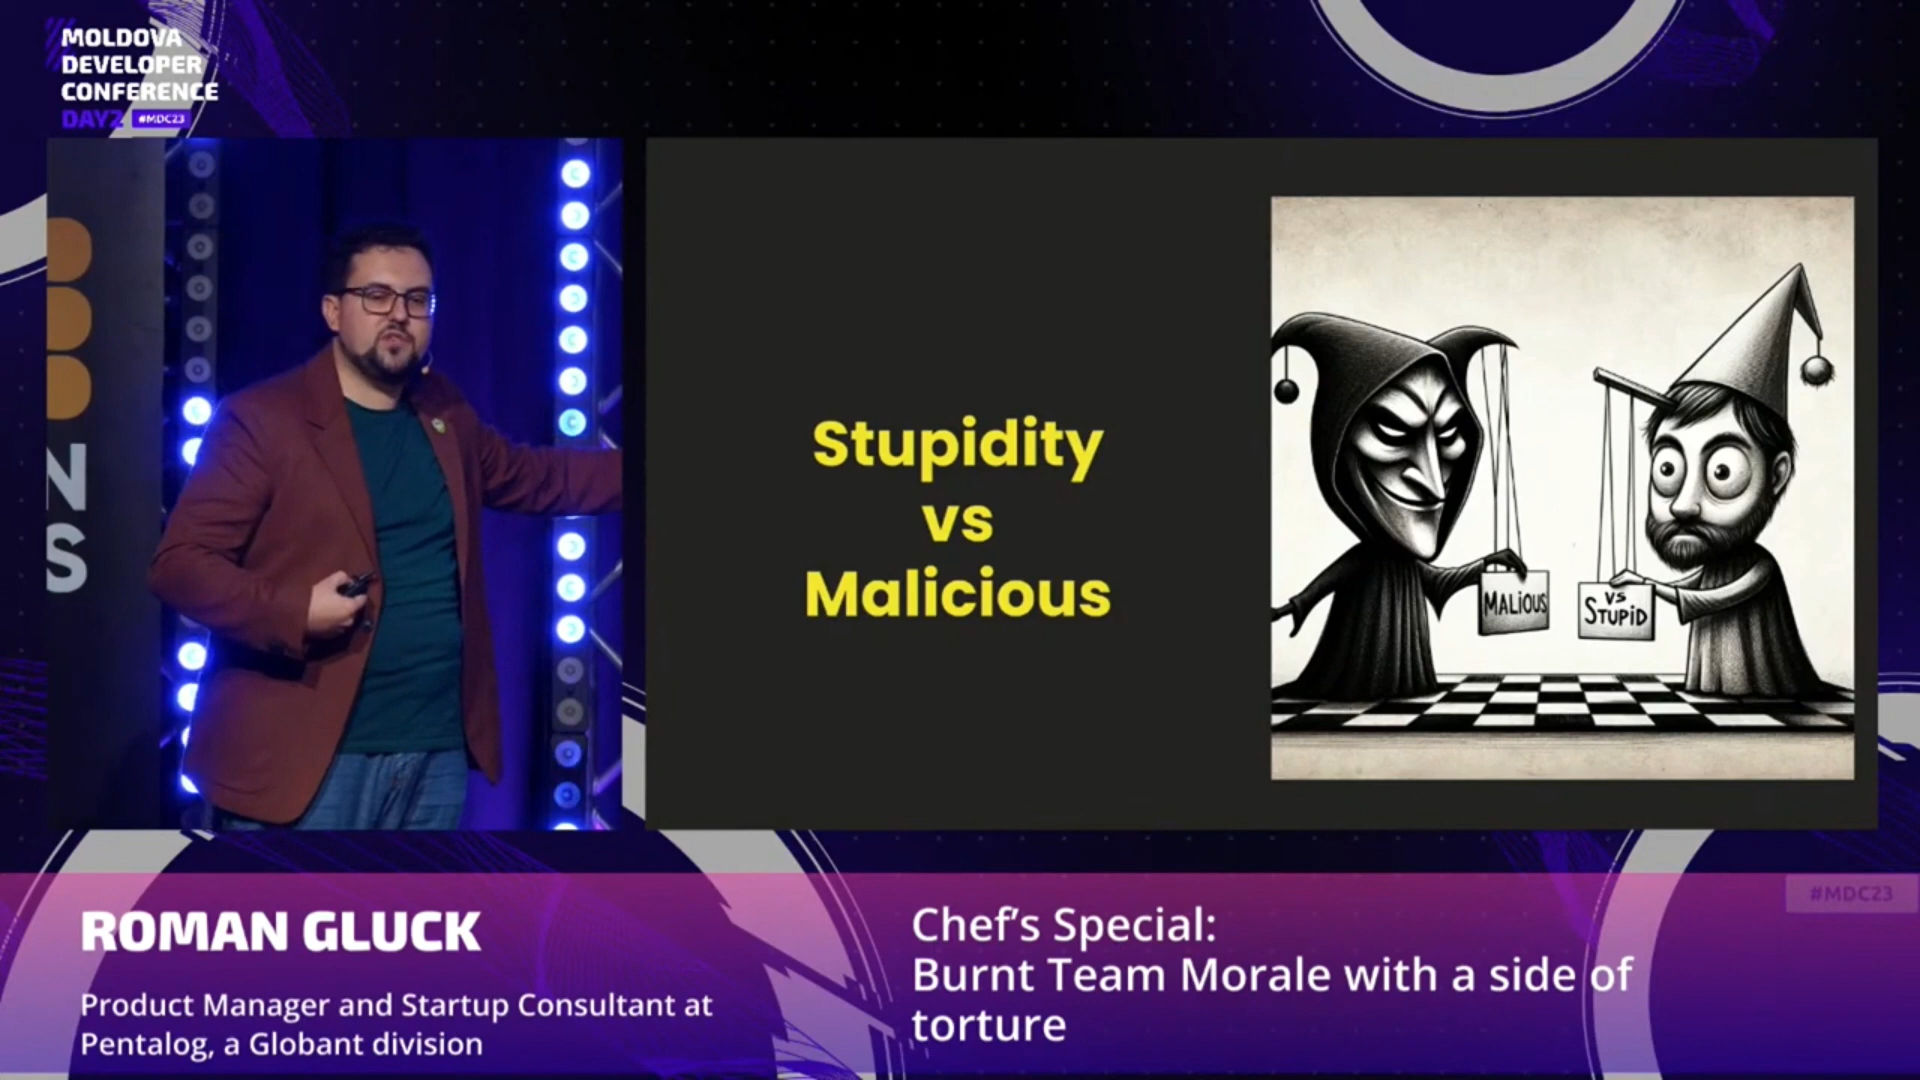 MOLDOVA
DEVELOPER
CONFERENCE
DAY2 #MDC23
N
S
Stupidity
vs
Malicious
MALiOUS
VS
STUPiD
#MDC23
ROMAN GLUCK
Product Manager and Startup Consultant at
Pentalog, a Globant division
Chef's Special:
Burnt Team Morale with a side of
torture